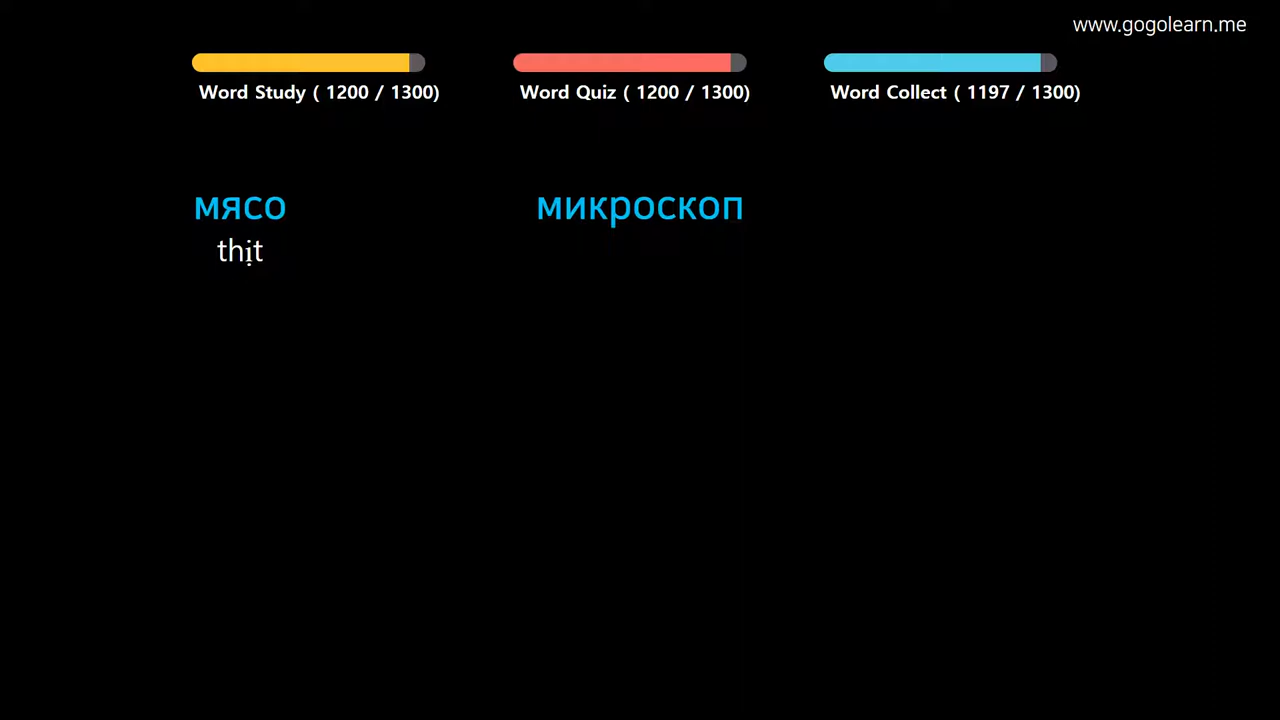 www.gogolearn.me
Word Study ( 1200 / 1300)
Word Quiz ( 1200 / 1300)
Word Collect ( 1197 / 1300)
мясо
микроскоп
thịt